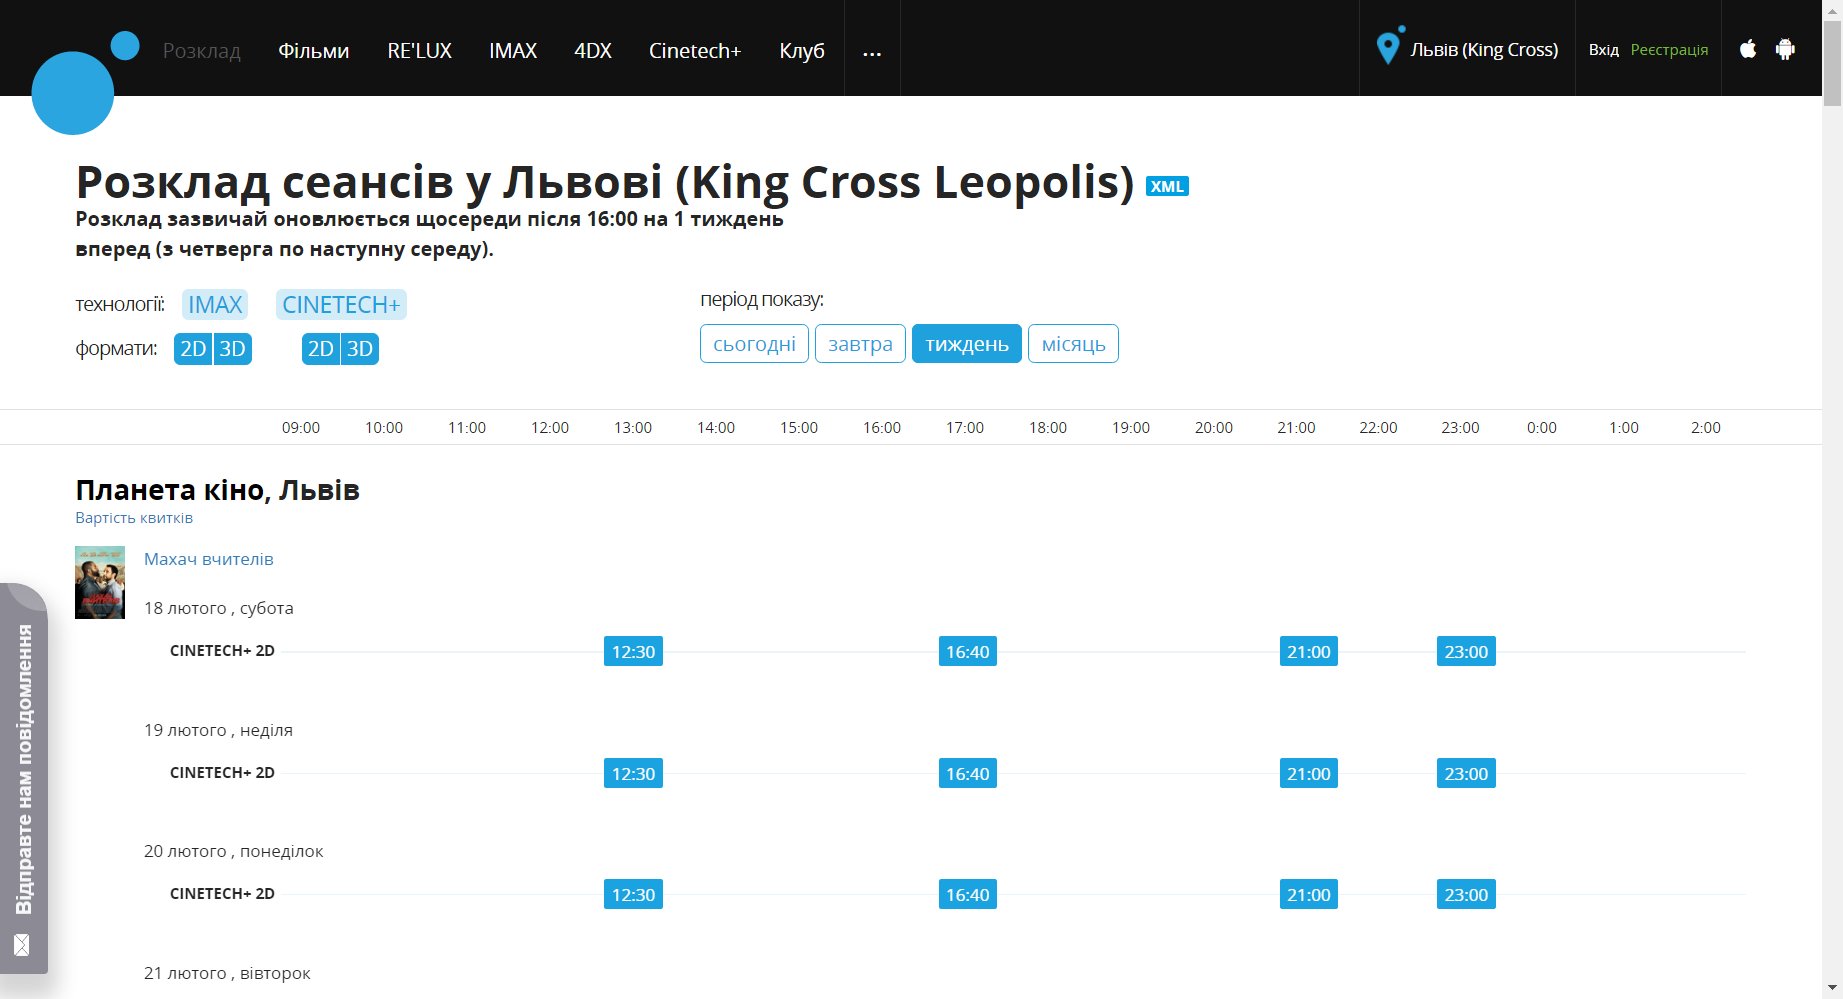 Розклад Фільми RE'LUX IMAX 4DX Cinetech+ Клуб ... Львів (King Cross) Вхід Реєстрація
Розклад сеансів у Львові (King Cross Leopolis) XML
Розклад зазвичай оновлюється щосереди після 16:00 на 1 тиждень
вперед (з четверга по наступну середу).
технології: IMAX CINETECH+
формати: 2D 3D 2D 3D
період показу:
сьогодні завтра тиждень місяць
09:00 10:00 11:00 12:00 13:00 14:00 15:00 16:00 17:00 18:00 19:00 20:00 21:00 22:00 23:00 0:00 1:00 2:00
Планета кіно, Львів
Вартість квитків
Махач вчителів
18 лютого , субота
CINETECH+ 2D 12:30 16:40 21:00 23:00
19 лютого , неділя
CINETECH+ 2D 12:30 16:40 21:00 23:00
20 лютого , понеділок
CINETECH+ 2D 12:30 16:40 21:00 23:00
21 лютого , вівторок
Відправте нам повідомлення